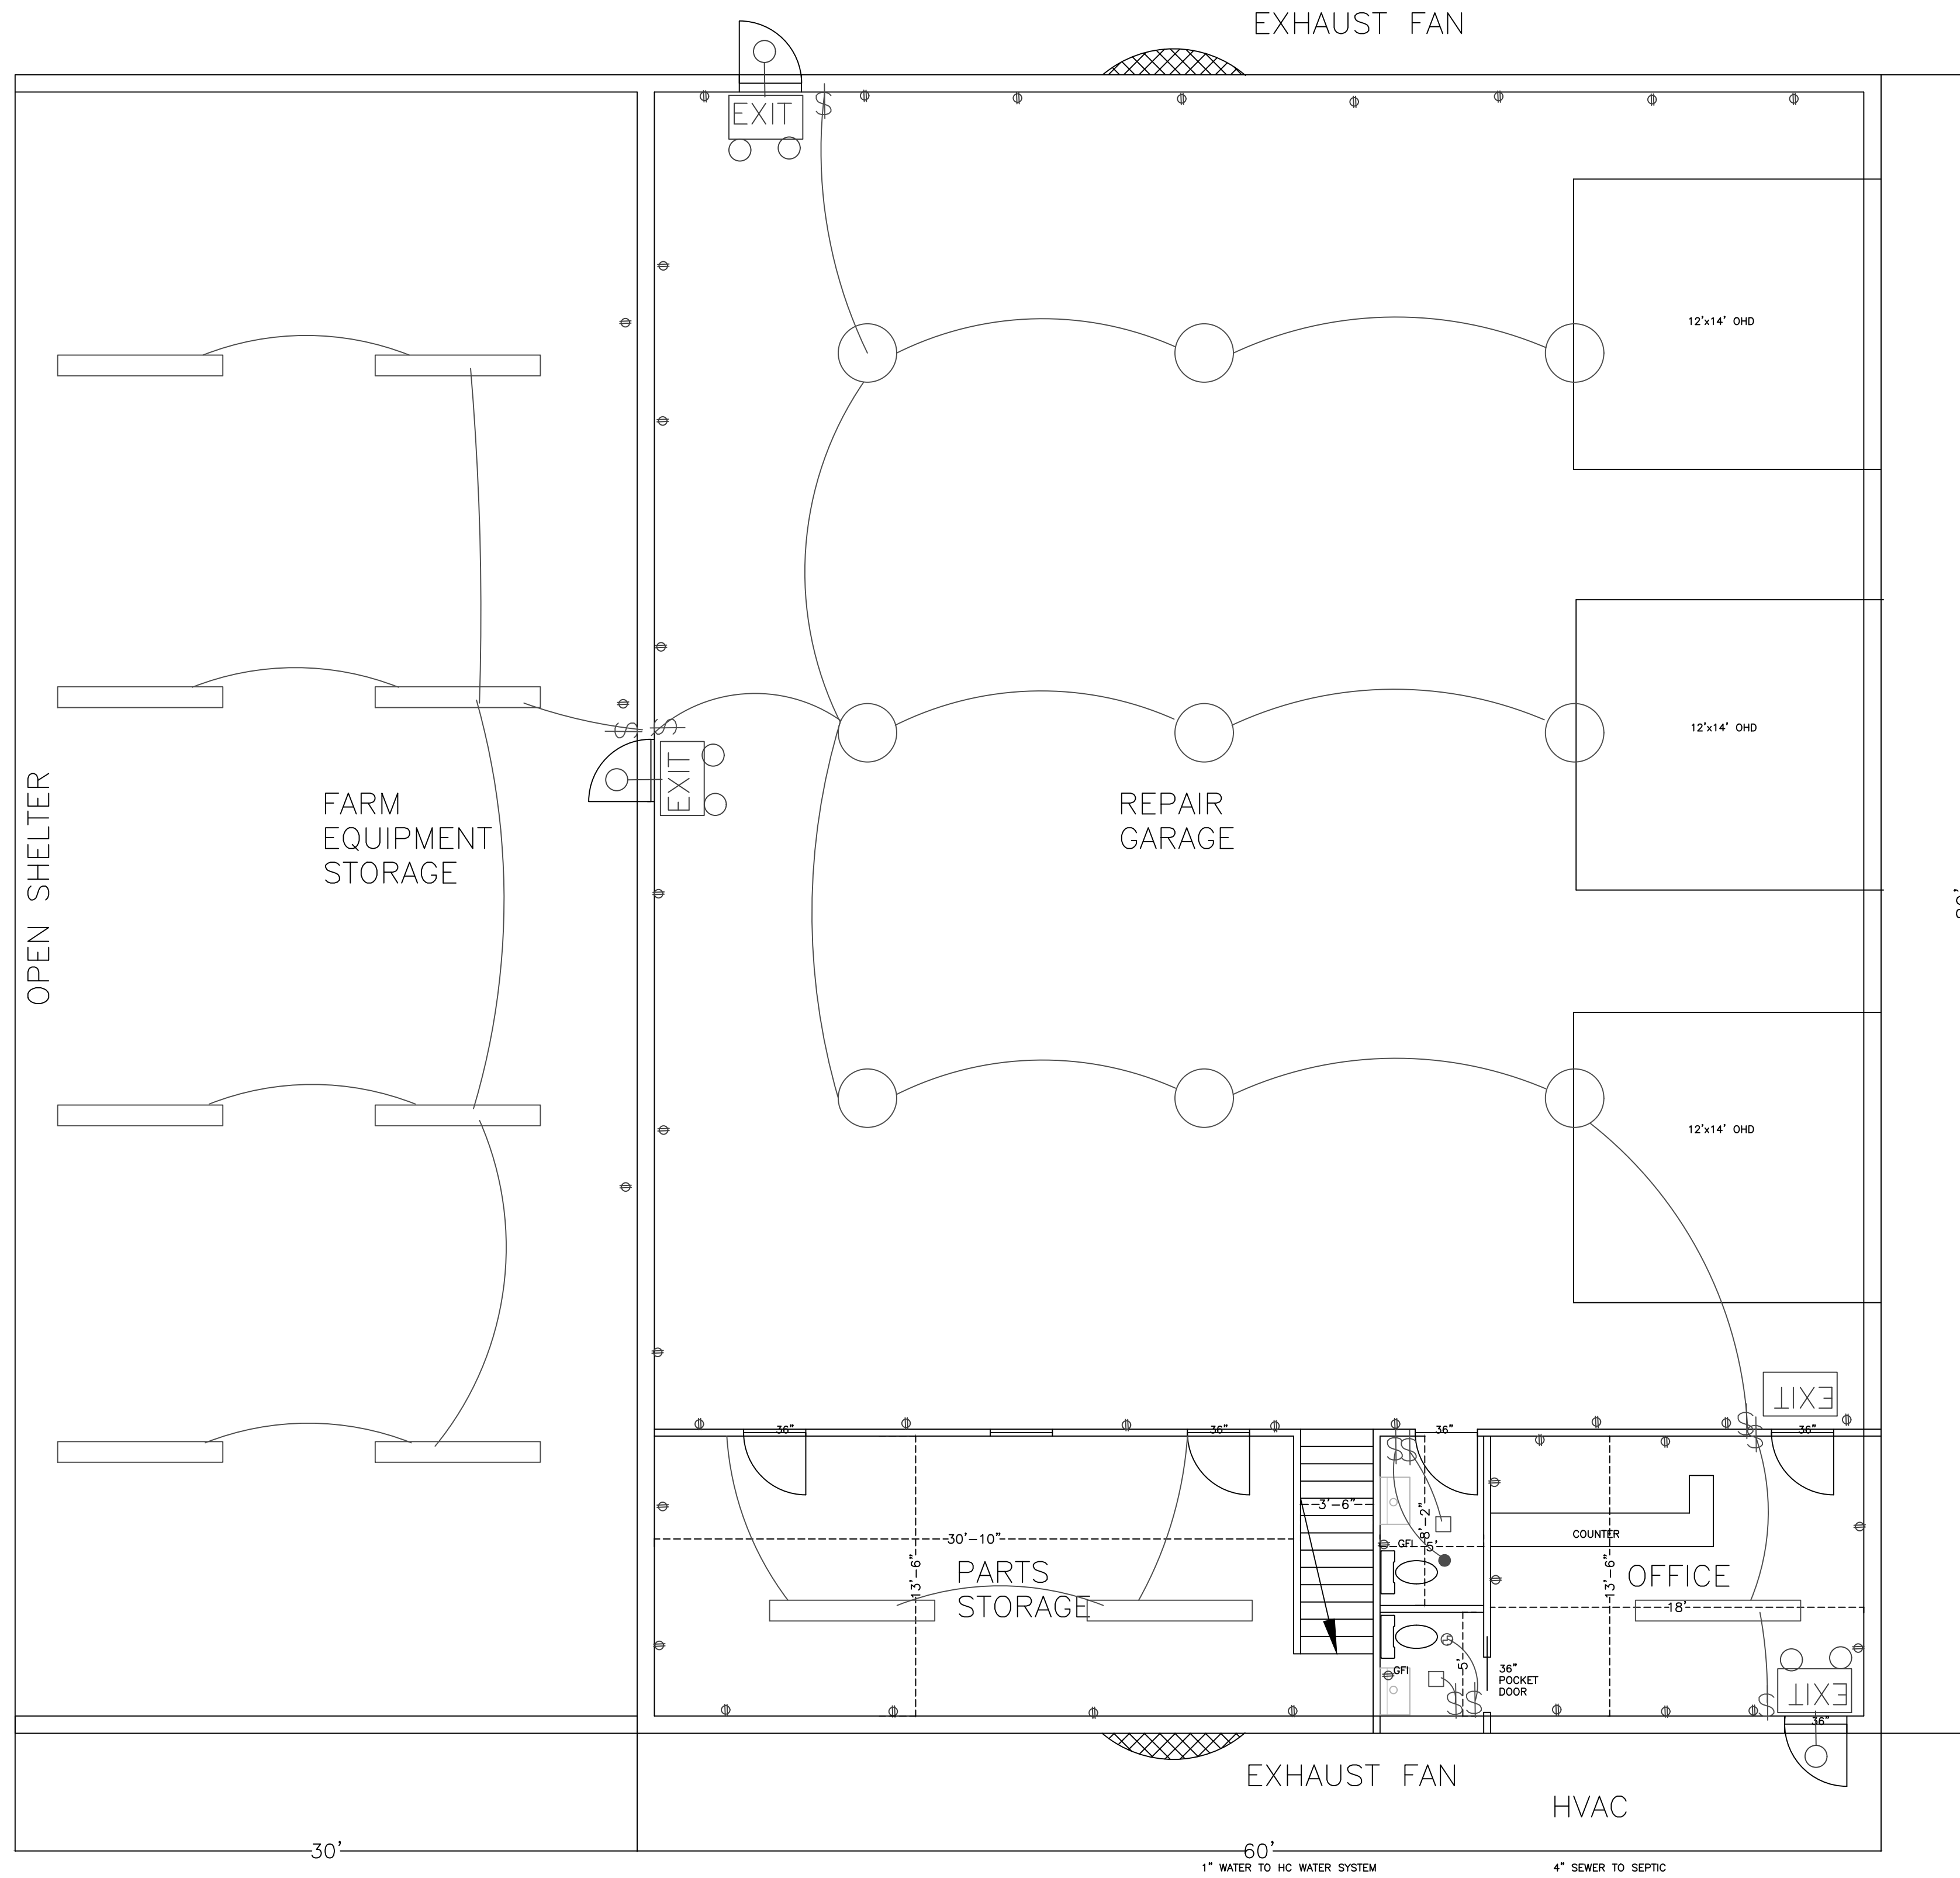 EXHAUST FAN
EXIT
$
12'x14' OHD
12'x14' OHD
$
$
EXIT
OPEN SHELTER
FARM
EQUIPMENT
STORAGE
REPAIR
GARAGE
12'x14' OHD
EXIT
$
$
36"
36"
36"
36"
$
$
3'-6"
8'-2"
30'-10"
13'-6"
GFI
5'
COUNTER
13'-6"
PARTS
STORAGE
OFFICE
18'
GFI
5'
36"
POCKET
DOOR
$
$
$
EXIT
36"
EXHAUST FAN
HVAC
30'
60'
1" WATER TO HC WATER SYSTEM
4" SEWER TO SEPTIC